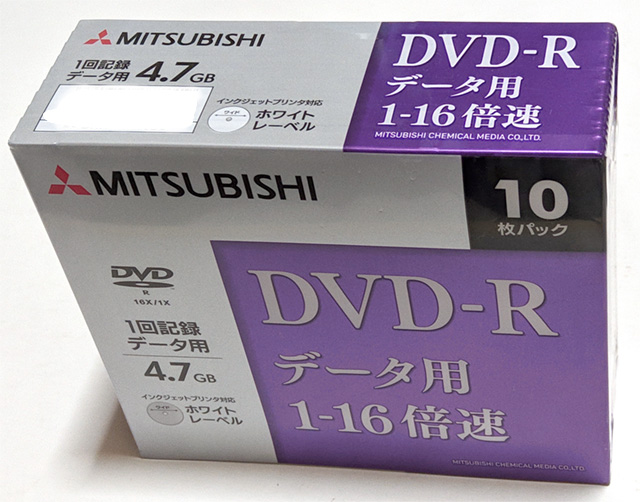 MITSUBISHI
1回記録
データ用 4.7GB
インクジェットプリンタ対応
ワイド
ホワイト
レーベル
DVD-R
データ用
1-16倍速
MITSUBISHI CHEMICAL MEDIA CO.,LTD.
MITSUBISHI
10
枚パック
DVD
R
16X/1X
1回記録
データ用
4.7GB
インクジェットプリンタ対応
ワイド
ホワイト
レーベル
DVD-R
データ用
1-16倍速
MITSUBISHI CHEMICAL MEDIA CO.,LTD.